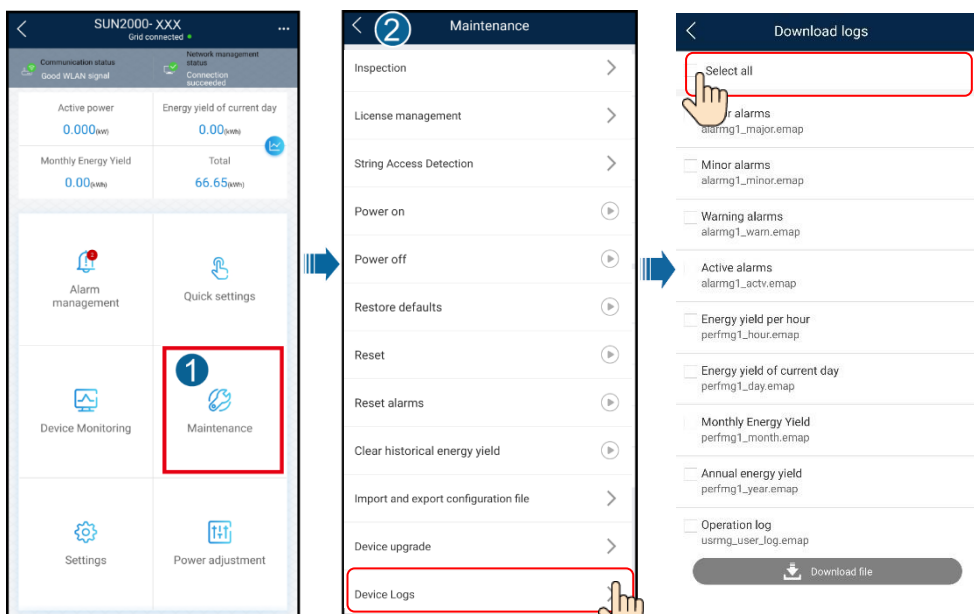 SUN2000- XXX
Grid connected
Communication status
Good WLAN signal
Network management
status
Connection
succeeded
Active power
0.000(kW)
Energy yield of current day
0.00(kWh)
Monthly Energy Yield
0.00(kWh)
Total
66.65(kWh)
2
Alarm
management
Quick settings
1
Device Monitoring
Maintenance
Settings
Power adjustment
2
Maintenance
Inspection
License management
String Access Detection
Power on
Power off
Restore defaults
Reset
Reset alarms
Clear historical energy yield
Import and export configuration file
Device upgrade
Device Logs
Download logs
Select all
r alarms
alarmg1_major.emap
Minor alarms
alarmg1_minor.emap
Warning alarms
alarmg1_warn.emap
Active alarms
alarmg1_actv.emap
Energy yield per hour
perfmg1_hour.emap
Energy yield of current day
perfmg1_day.emap
Monthly Energy Yield
perfmg1_month.emap
Annual energy yield
perfmg1_year.emap
Operation log
usrmg_user_log.emap
Download file